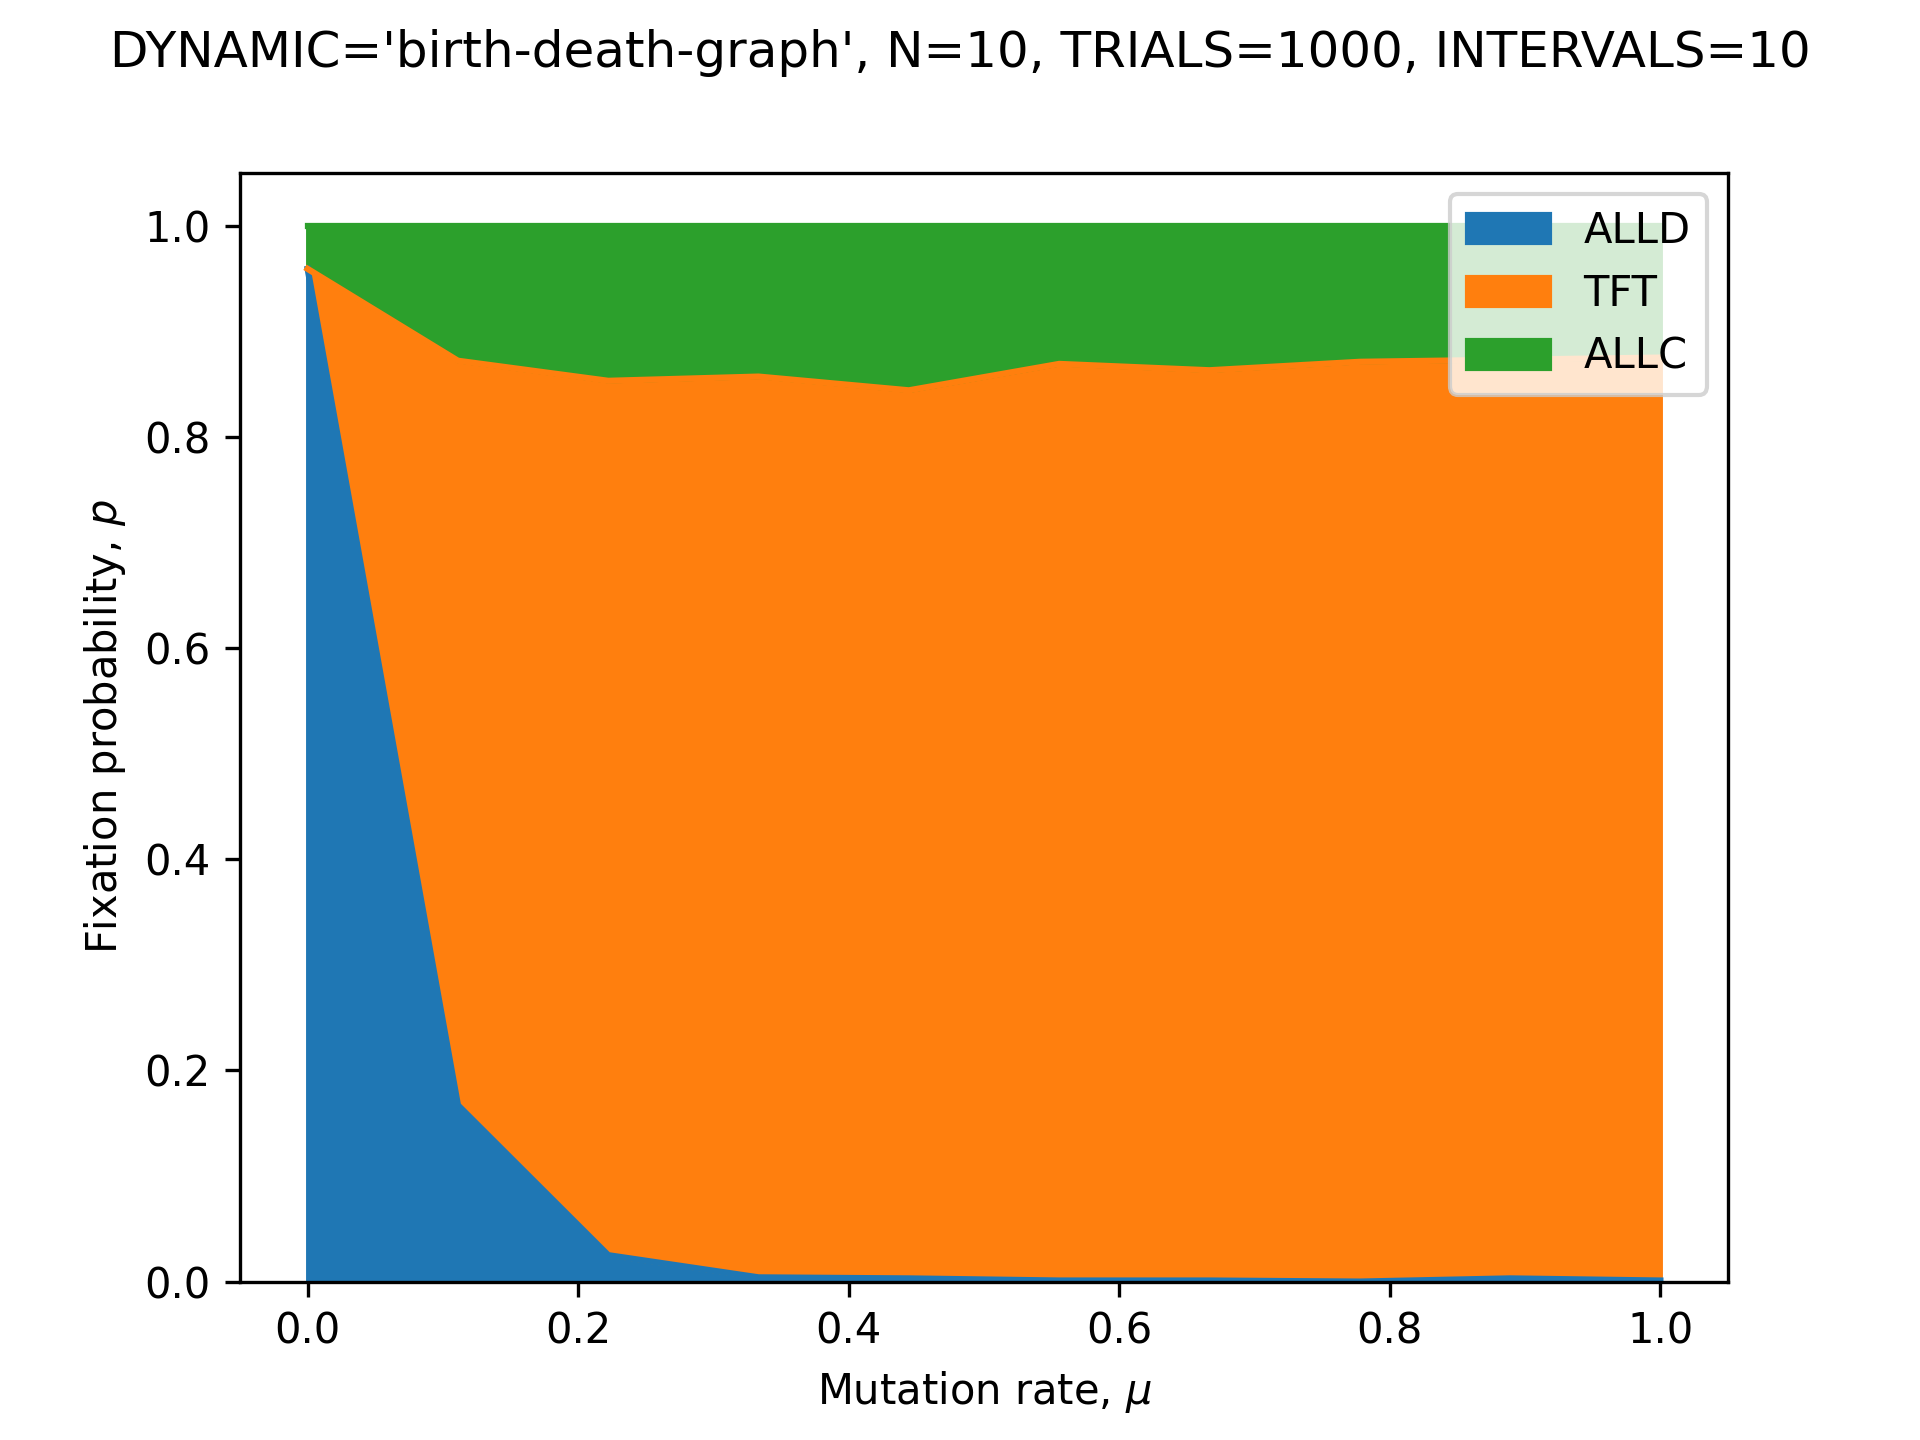 DYNAMIC='birth-death-graph', N=10, TRIALS=1000, INTERVALS=10
ALLD
TFT
ALLC
1.0
0.8
0.6
0.4
0.2
0.0
Fixation probability, p
0.0 0.2 0.4 0.6 0.8 1.0
Mutation rate, μ